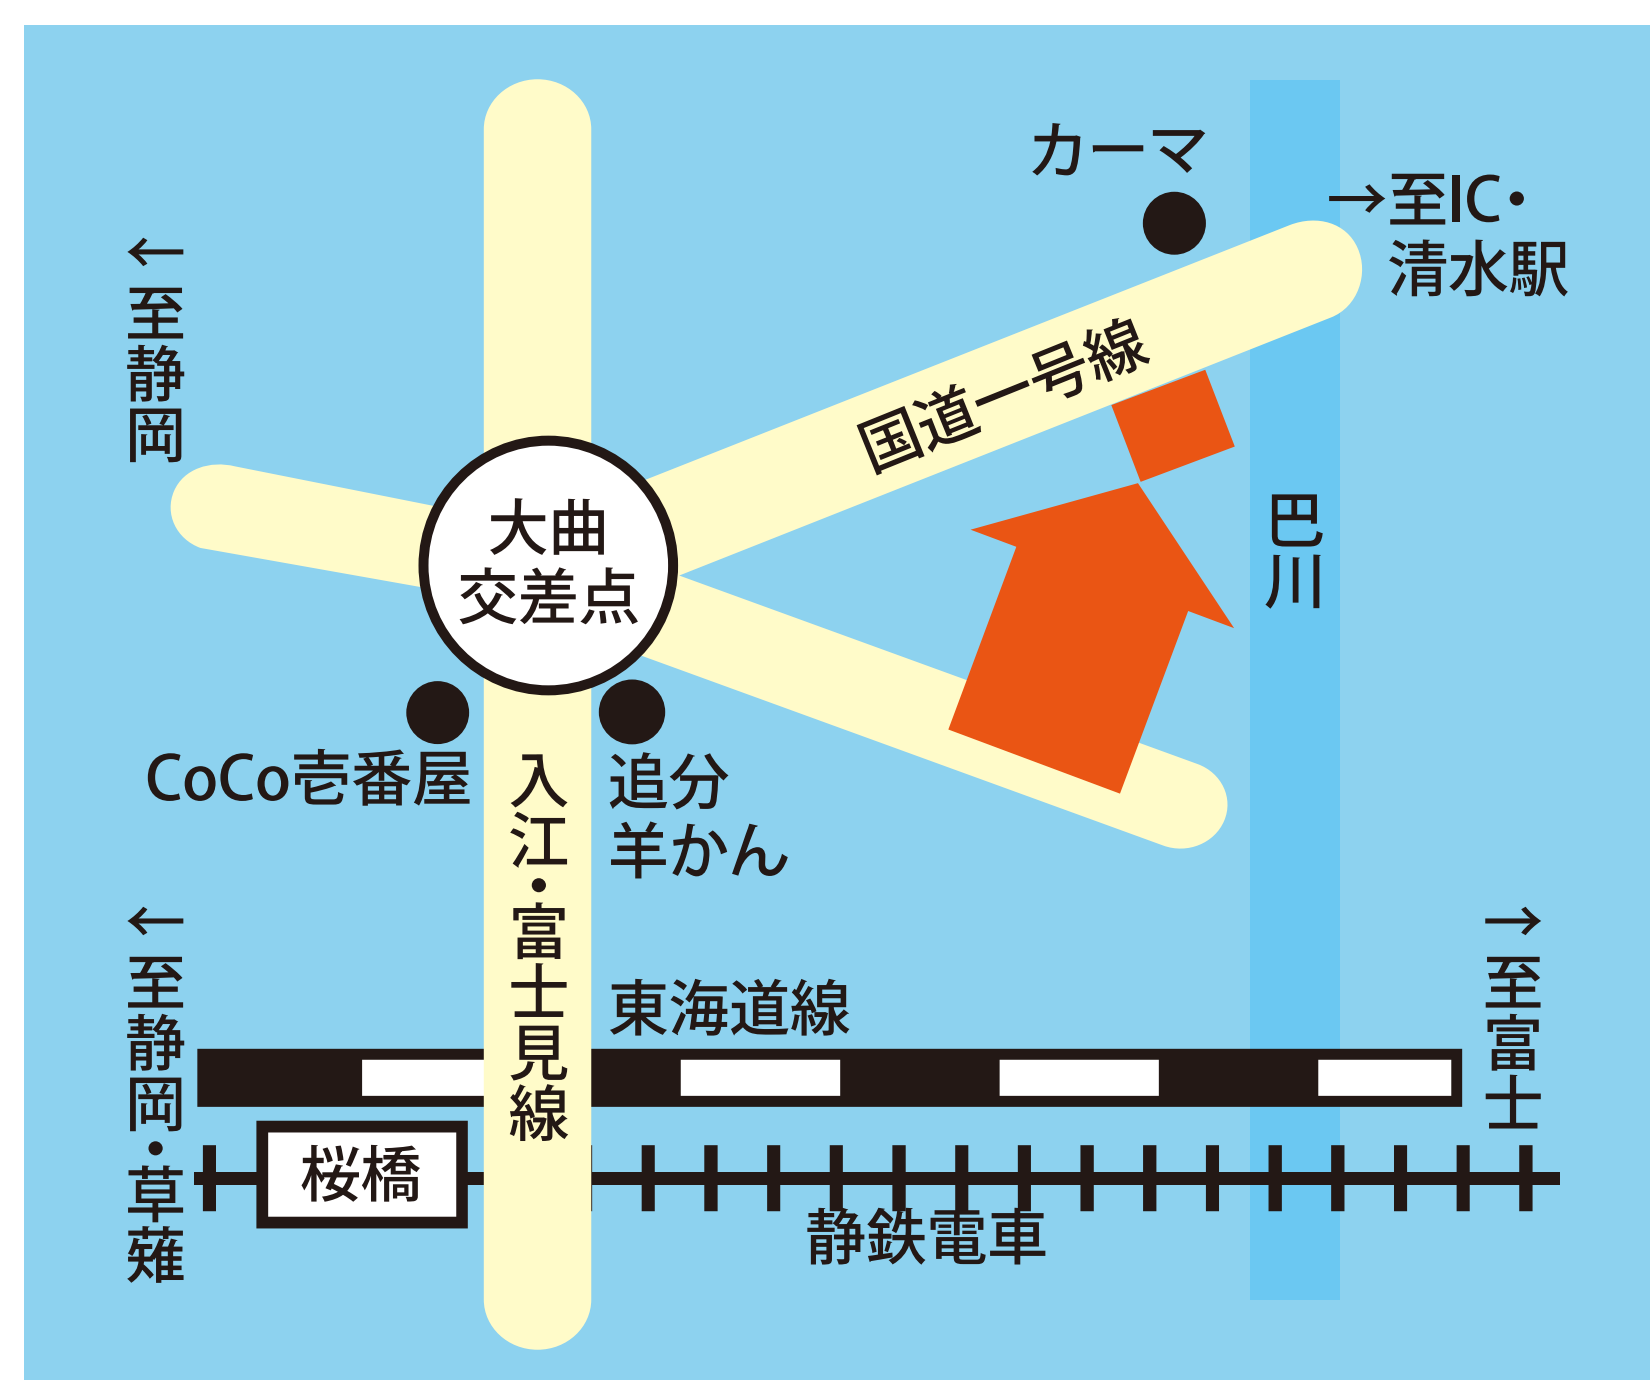 カーマ
→至IC・
清水駅
←至静岡
国道一号線
大曲
交差点
巴川
CoCo壱番屋
追分
羊かん
入江・富士見線
東海道線
←至静岡・草薙
→至富士
桜橋
静鉄電車